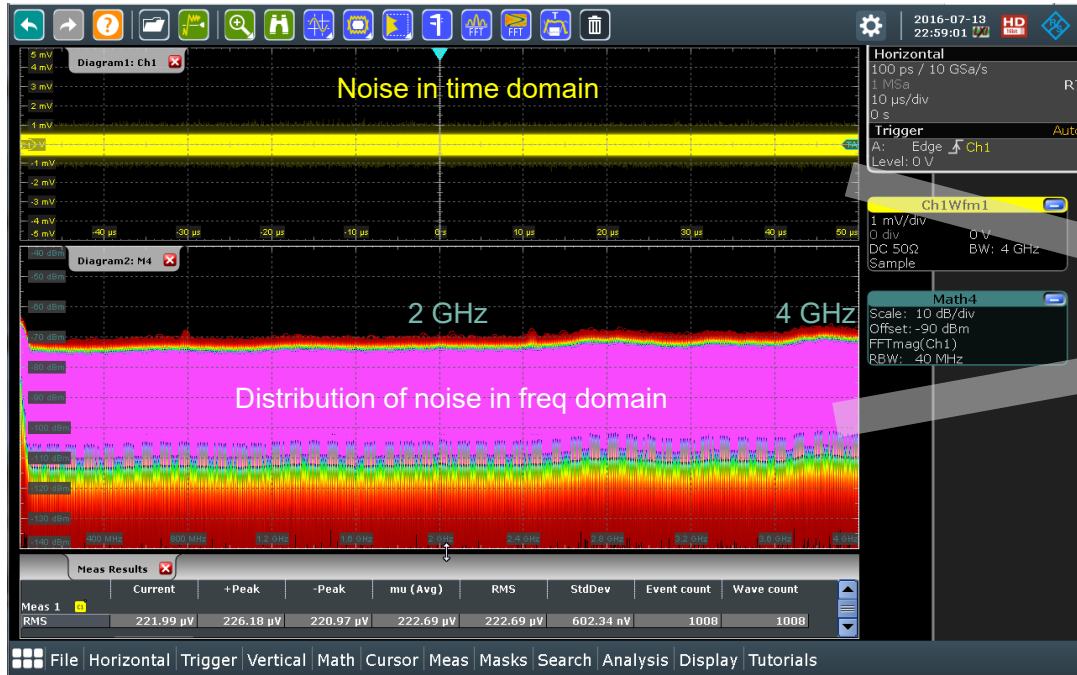 FFT
FFT
2016-07-13
22:59:01
HD
16bit
R&S
5 mV
4 mV
3 mV
2 mV
1 mV
-1 mV
-2 mV
-3 mV
-4 mV
-5 mV
Diagram1: Ch1
Noise in time domain
TA
-40 µs
-30 µs
-20 µs
-10 µs
0 s
10 µs
20 µs
30 µs
40 µs
50 µs
Horizontal
100 ps / 10 GSa/s
1 MSa
RT
10 µs/div
0 s
Trigger
Auto
A: Edge Ch1
Level: 0 V
Ch1Wfm1
1 mV/div
0 div 0 V
DC 50Ω BW: 4 GHz
Sample
Diagram2: M4
-40 dBm
-50 dBm
-60 dBm
-70 dBm
-80 dBm
-90 dBm
-100 dBm
-110 dBm
-120 dBm
-130 dBm
-140 dBm
2 GHz
4 GHz
Distribution of noise in freq domain
400 MHz
800 MHz
1.2 GHz
1.6 GHz
2 GHz
2.4 GHz
2.8 GHz
3.2 GHz
3.6 GHz
4 GHz
Math4
Scale: 10 dB/div
Offset: -90 dBm
FFTmag(Ch1)
RBW: 40 MHz
Meas Results
Current +Peak -Peak mu (Avg) RMS StdDev Event count Wave count
Meas 1 C1
RMS 221.99 µV 226.18 µV 220.97 µV 222.69 µV 222.69 µV 602.34 nV 1008 1008
File Horizontal Trigger Vertical Math Cursor Meas Masks Search Analysis Display Tutorials